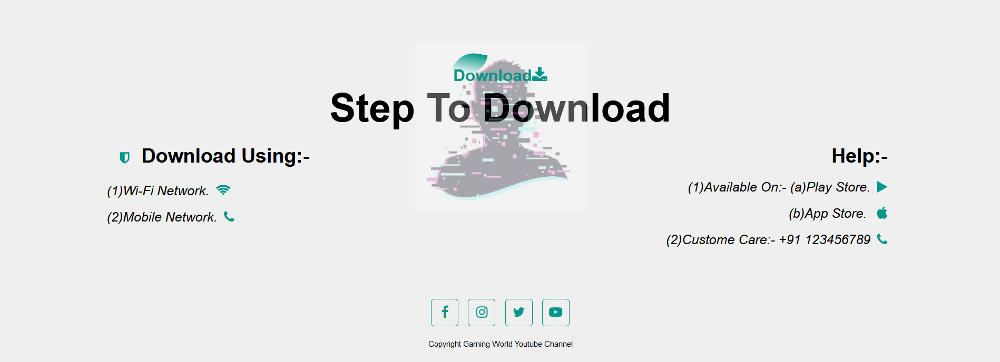 Download
Step To Download
Download Using:-
(1)Wi-Fi Network.
(2)Mobile Network.
Help:-
(1)Available On:- (a)Play Store.
(b)App Store.
(2)Custome Care:- +91 123456789
Copyright Gaming World Youtube Channel